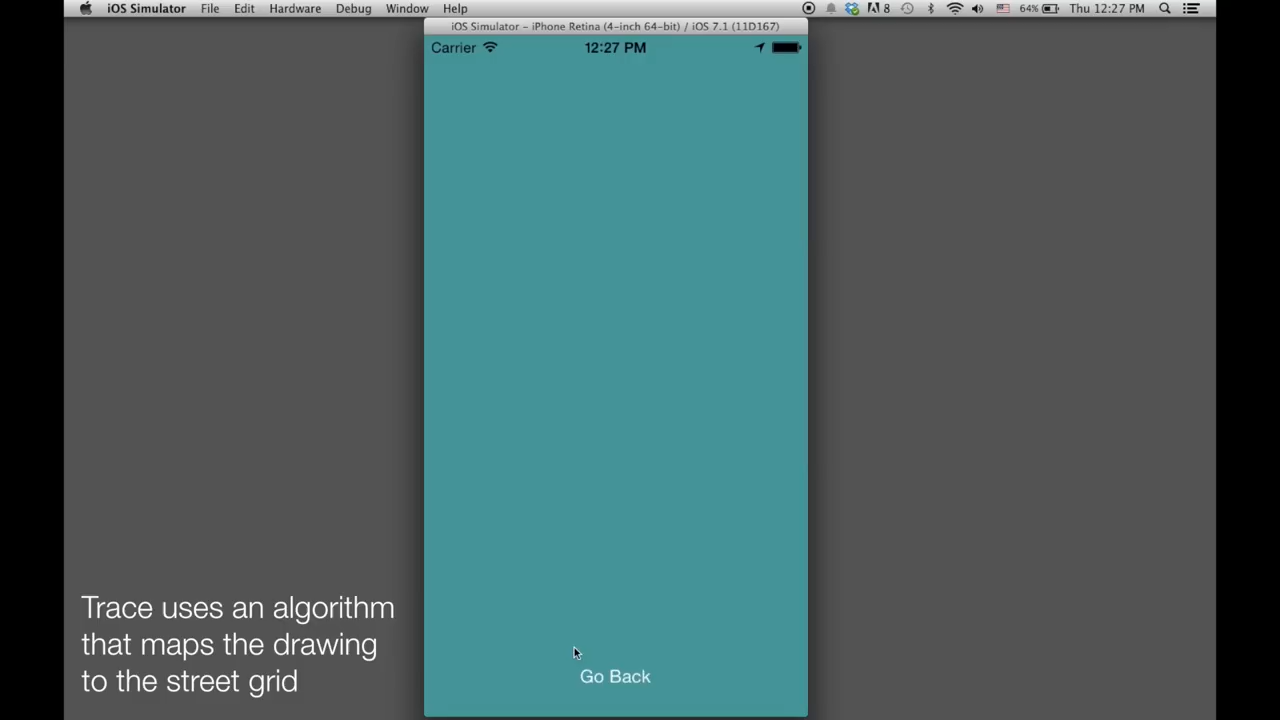 iOS Simulator File Edit Hardware Debug Window Help 8 64% Thu 12:27 PM
iOS Simulator – iPhone Retina (4-inch 64-bit) / iOS 7.1 (11D167)
Carrier 12:27 PM
Trace uses an algorithm
that maps the drawing
to the street grid
Go Back